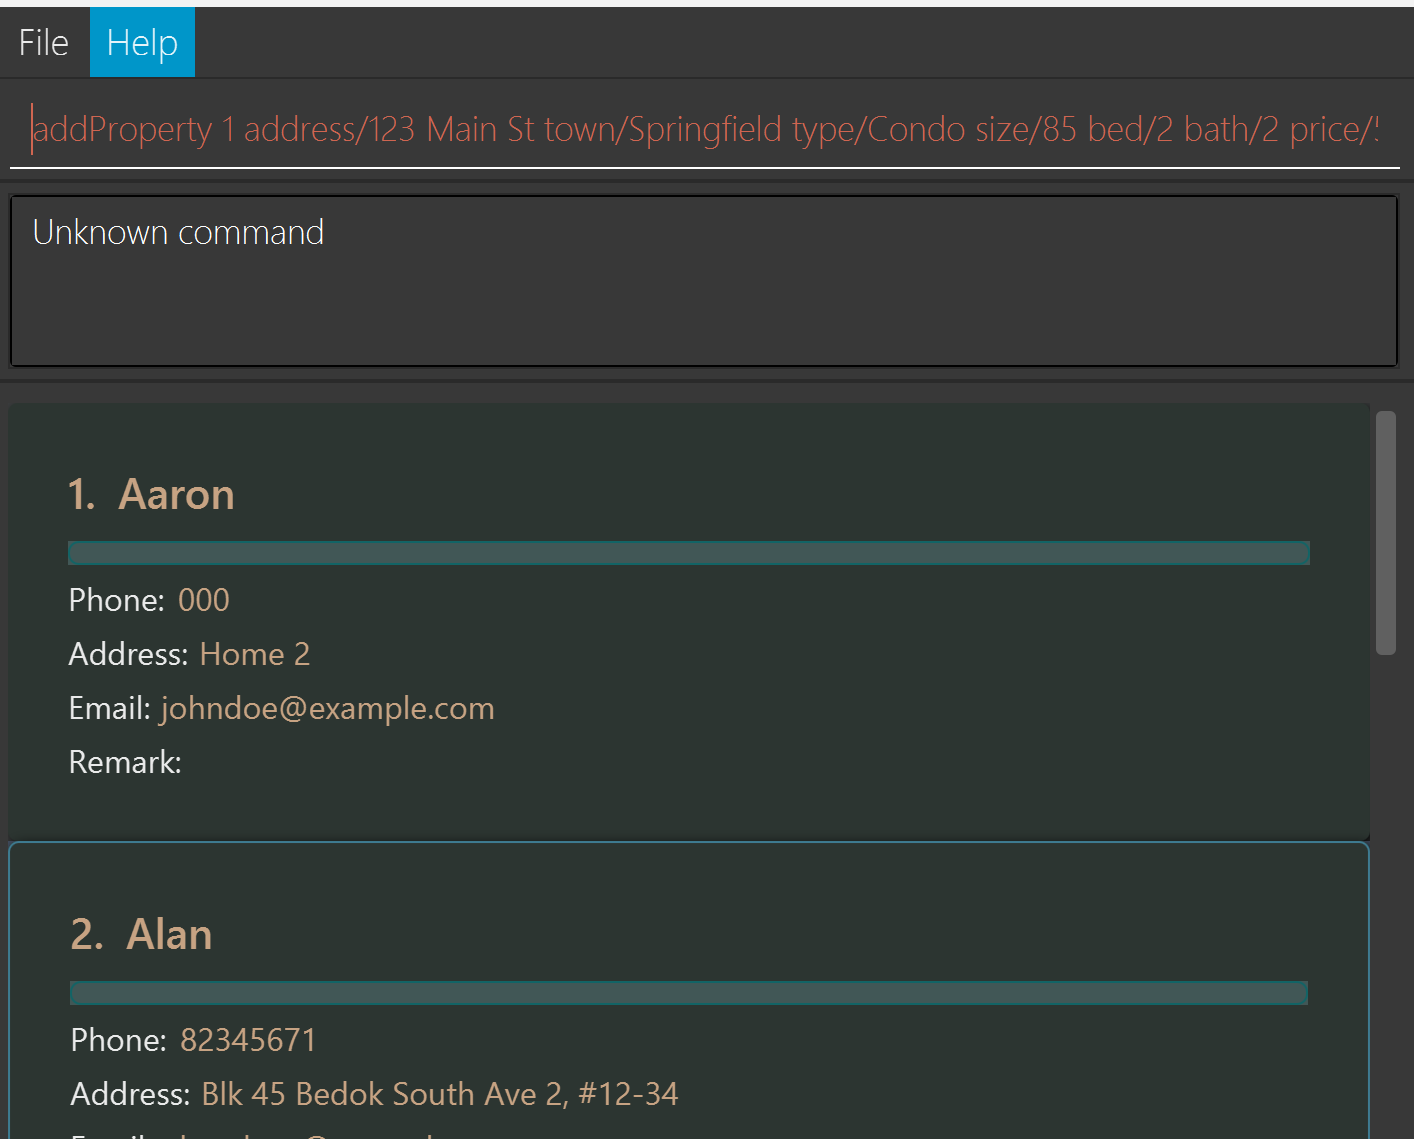 File Help
addProperty 1 address/123 Main St town/Springfield type/Condo size/85 bed/2 bath/2 price/
Unknown command
1. Aaron
Phone: 000
Address: Home 2
Email: johndoe@example.com
Remark:
2. Alan
Phone: 82345671
Address: Blk 45 Bedok South Ave 2, #12-34